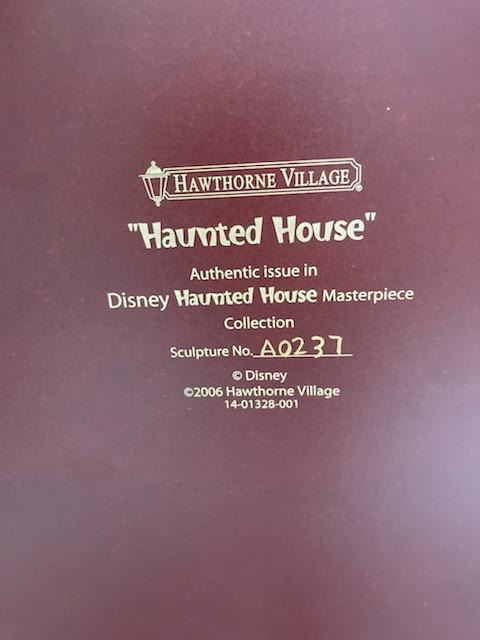 HAWTHORNE VILLAGE®
"Haunted House"
Authentic issue in
Disney Haunted House Masterpiece
Collection
Sculpture No. A0237
© Disney
©2006 Hawthorne Village
14-01328-001